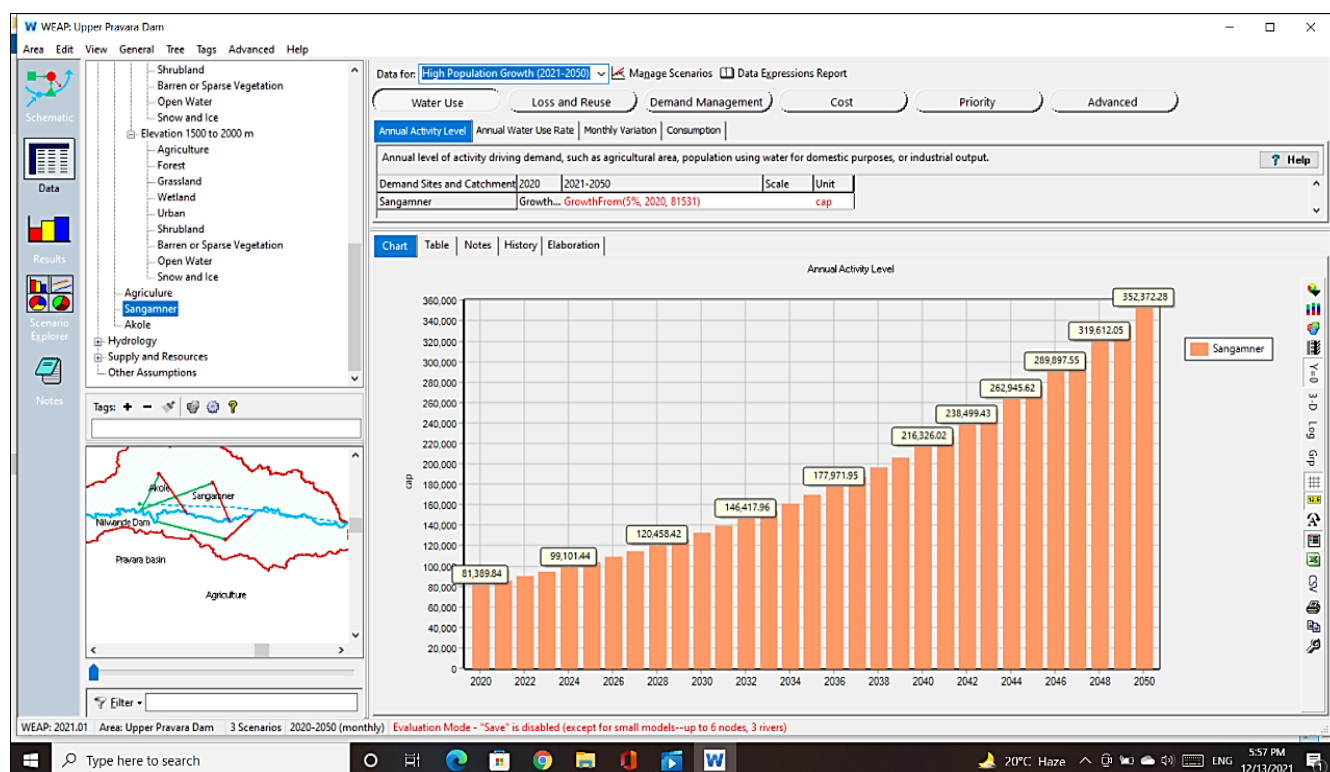 WEAP: Upper Pravara Dam
Area Edit View General Tree Tags Advanced Help
Schematic
Data
Results
Scenario
Explorer
Notes
Shrubland
Barren or Sparse Vegetation
Open Water
Snow and Ice
Elevation 1500 to 2000 m
Agriculture
Forest
Grassland
Wetland
Urban
Shrubland
Barren or Sparse Vegetation
Open Water
Snow and Ice
Agriculure
Sangamner
Akole
Hydrology
Supply and Resources
Other Assumptions
Tags:
Akole
Sangamner
Nilwande Dam
Pravara basin
Agriculture
Filter
Data for: High Population Growth (2021-2050) Manage Scenarios Data Expressions Report
Water Use Loss and Reuse Demand Management Cost Priority Advanced
Annual Activity Level Annual Water Use Rate Monthly Variation Consumption
Annual level of activity driving demand, such as agricultural area, population using water for domestic purposes, or industrial output.
? Help
Demand Sites and Catchment 2020 2021-2050 Scale Unit
Sangamner Growth... GrowthFrom(5%, 2020, 81531) cap
Chart Table Notes History Elaboration
Annual Activity Level
360,000
340,000
320,000
300,000
280,000
260,000
240,000
220,000
200,000
180,000
160,000
140,000
120,000
100,000
80,000
60,000
40,000
20,000
0
cap
81,389.84
99,101.44
120,458.42
146,417.96
177,971.95
216,326.02
238,499.43
262,945.62
289,897.55
319,612.05
352,372.28
2020 2022 2024 2026 2028 2030 2032 2034 2036 2038 2040 2042 2044 2046 2048 2050
Sangamner
Y=0
3-D
Log
Grp
CSV
WEAP: 2021.01 Area: Upper Pravara Dam 3 Scenarios 2020-2050 (monthly) Evaluation Mode - "Save" is disabled (except for small models--up to 6 nodes, 3 rivers)
Type here to search
20°C Haze
ENG
5:57 PM
12/13/2021